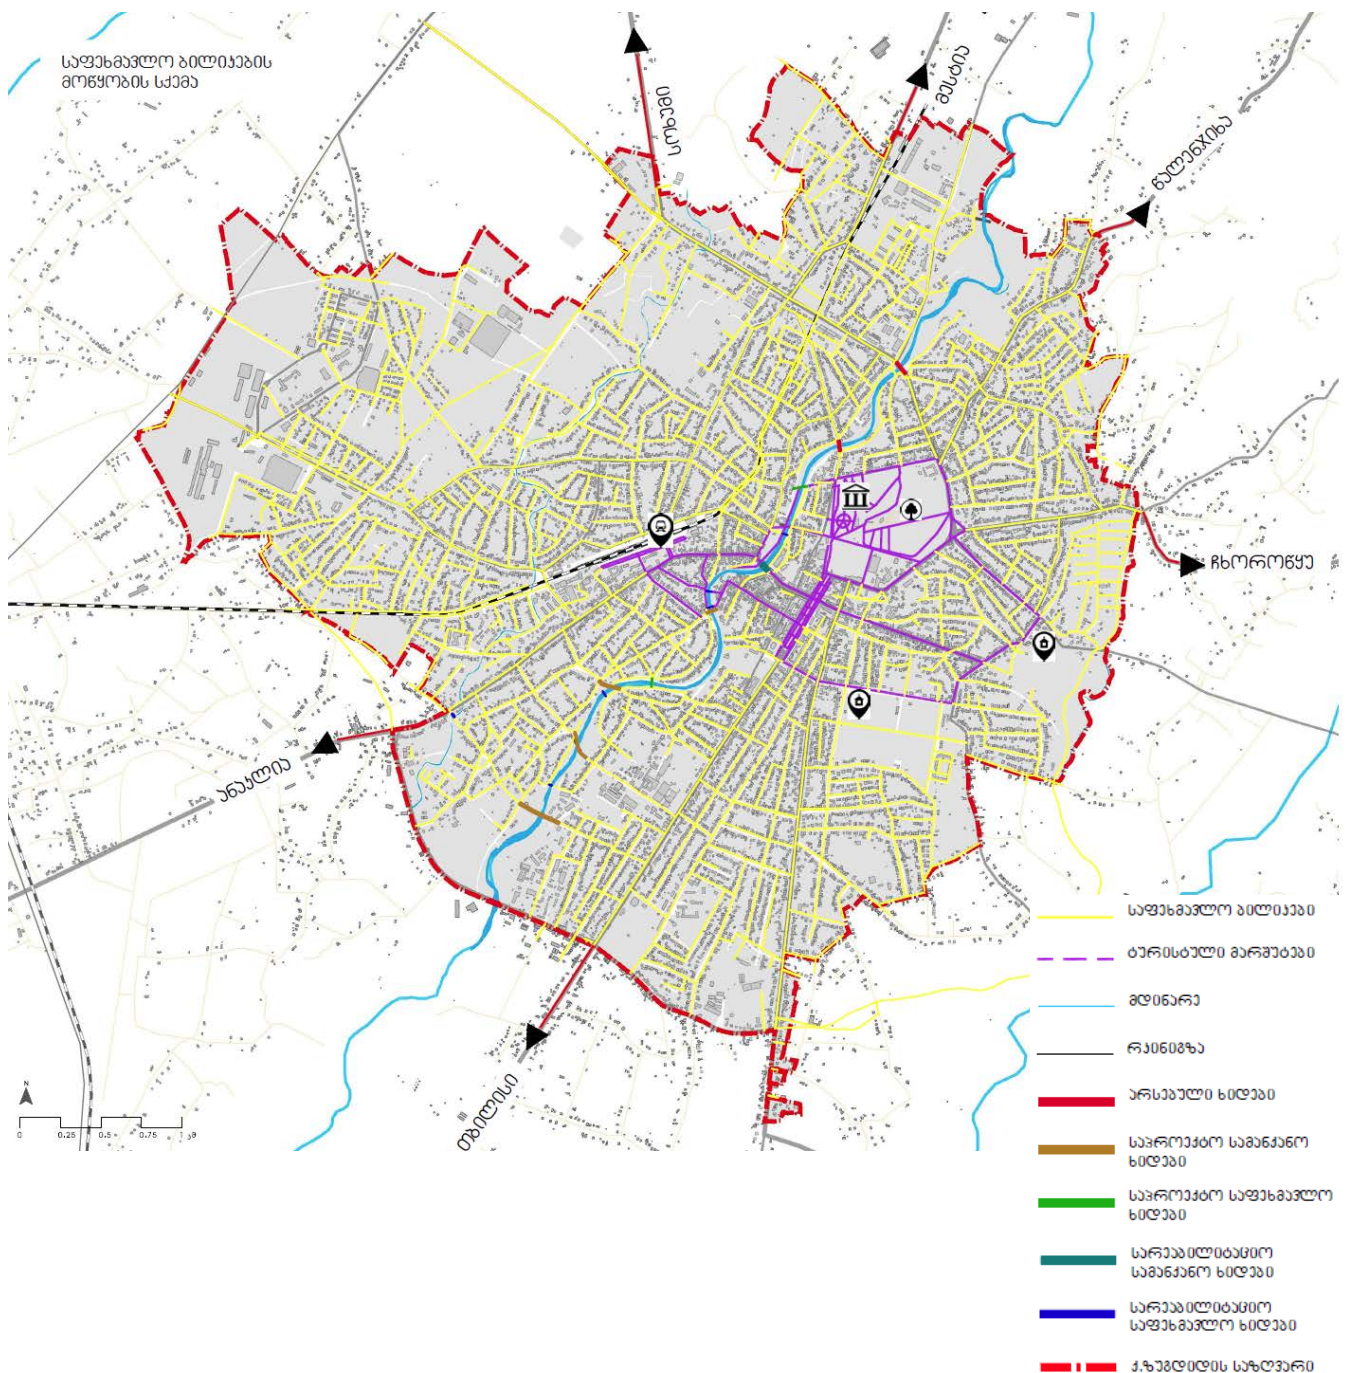 საფეხმავლო ბილიკების
მოწყობის სქემა
ცხპედი
მესტია
წალენჯიხა
ჩხოროწყუ
ანაკლია
თბილისი
N
0 0.25 0.5 0.75 1 კმ
საფეხმავლო ბილიკები
ტურისტული მარშუტები
მდინარე
რკინიგზა
არსებული ხიდები
საპროექტო სამანქანო
ხიდები
საპროექტო საფეხმავლო
ხიდები
სარეაბილიტაციო
სამანქანო ხიდები
სარეაბილიტაციო
საფეხმავლო ხიდები
ქ.ზუგდიდის საზღვარი